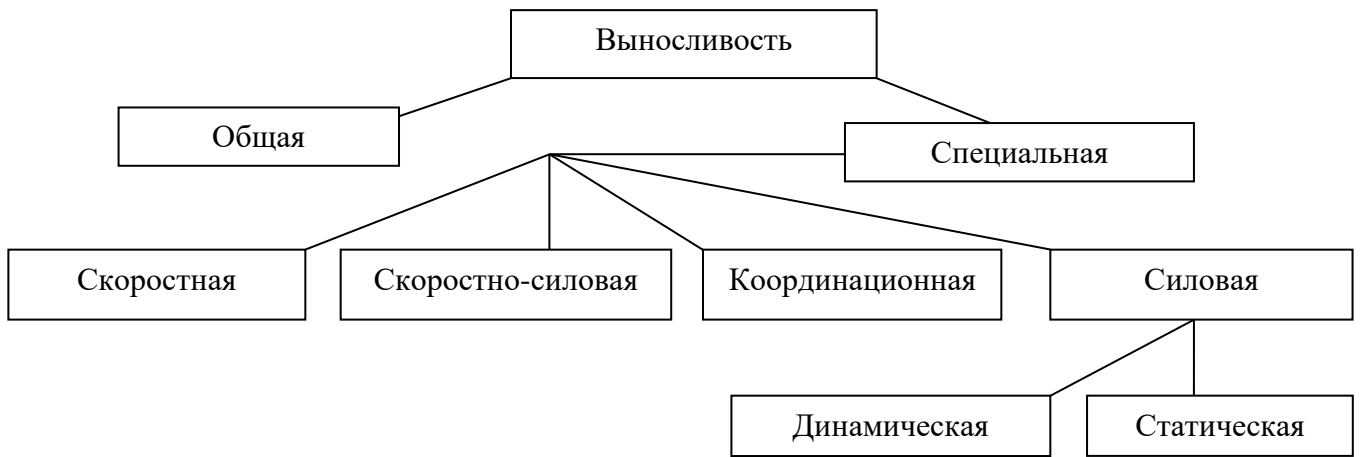 Выносливость
Общая
Специальная
Скоростная
Скоростно-силовая
Координационная
Силовая
Динамическая
Статическая